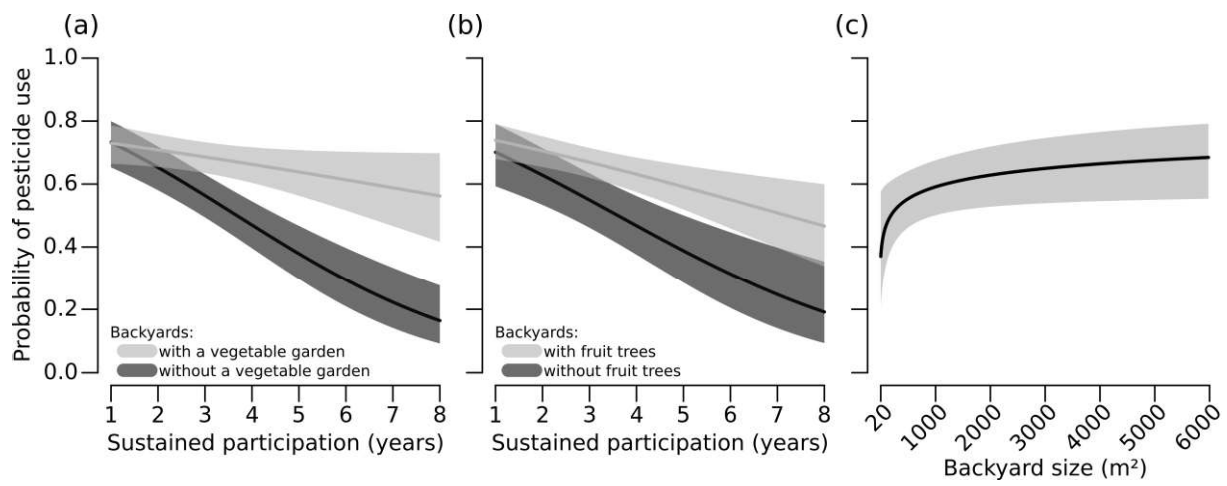 (a)
(b)
(c)
Probability of pesticide use
1.0
0.8
0.6
0.4
0.2
0.0
Backyards:
with a vegetable garden
without a vegetable garden
1 2 3 4 5 6 7 8
Sustained participation (years)
Backyards:
with fruit trees
without fruit trees
1 2 3 4 5 6 7 8
Sustained participation (years)
20 1000 2000 3000 4000 5000 6000
Backyard size (m²)